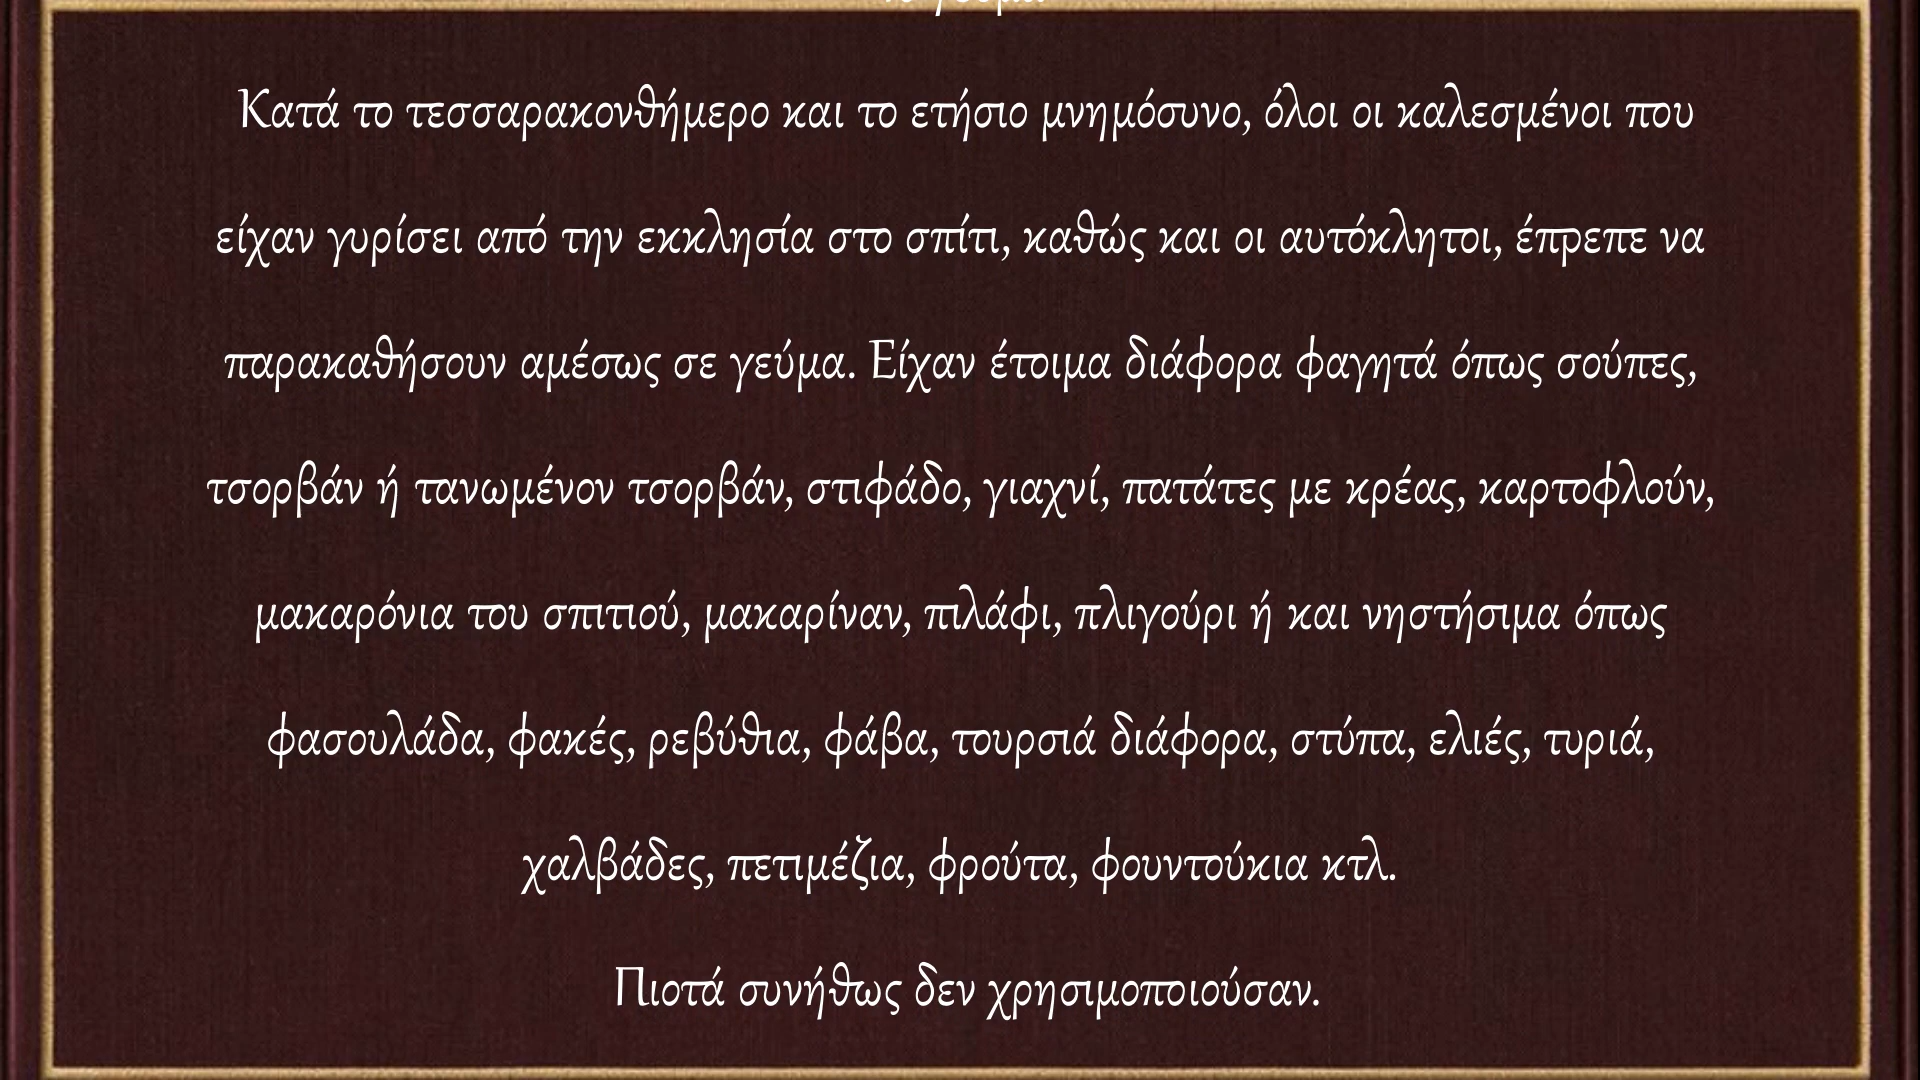 Κατά το τεσσαρακονθήμερο και το ετήσιο μνημόσυνο, όλοι οι καλεσμένοι που
είχαν γυρίσει από την εκκλησία στο σπίτι, καθώς και οι αυτόκλητοι, έπρεπε να
παρακαθήσουν αμέσως σε γεύμα. Είχαν έτοιμα διάφορα φαγητά όπως σούπες,
τσορβάν ή τανωμένον τσορβάν, στιφάδο, γιαχνί, πατάτες με κρέας, καρτοφλούν,
μακαρόνια του σπιτιού, μακαρίναν, πιλάφι, πλιγούρι ή και νηστήσιμα όπως
φασουλάδα, φακές, ρεβύθια, φάβα, τουρσιά διάφορα, στύπα, ελιές, τυριά,
χαλβάδες, πετιμέζια, φρούτα, φουντούκια κτλ.
Πιοτά συνήθως δεν χρησιμοποιούσαν.